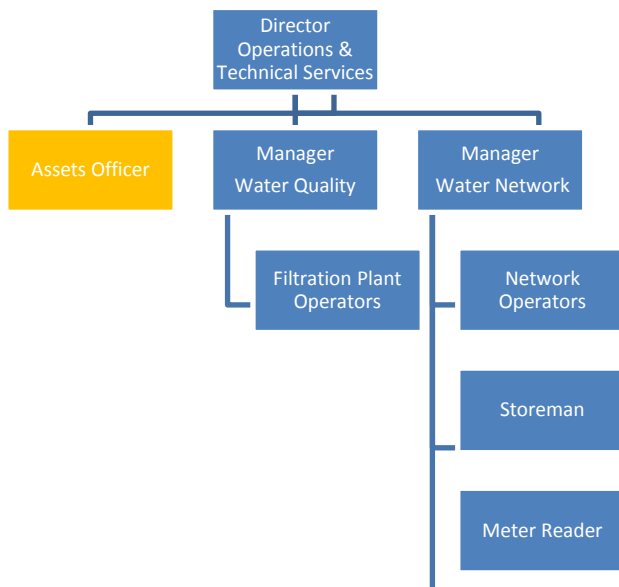 Director
Operations &
Technical Services
Assets Officer
Manager
Water Quality
Manager
Water Network
Filtration Plant
Operators
Network
Operators
Storeman
Meter Reader